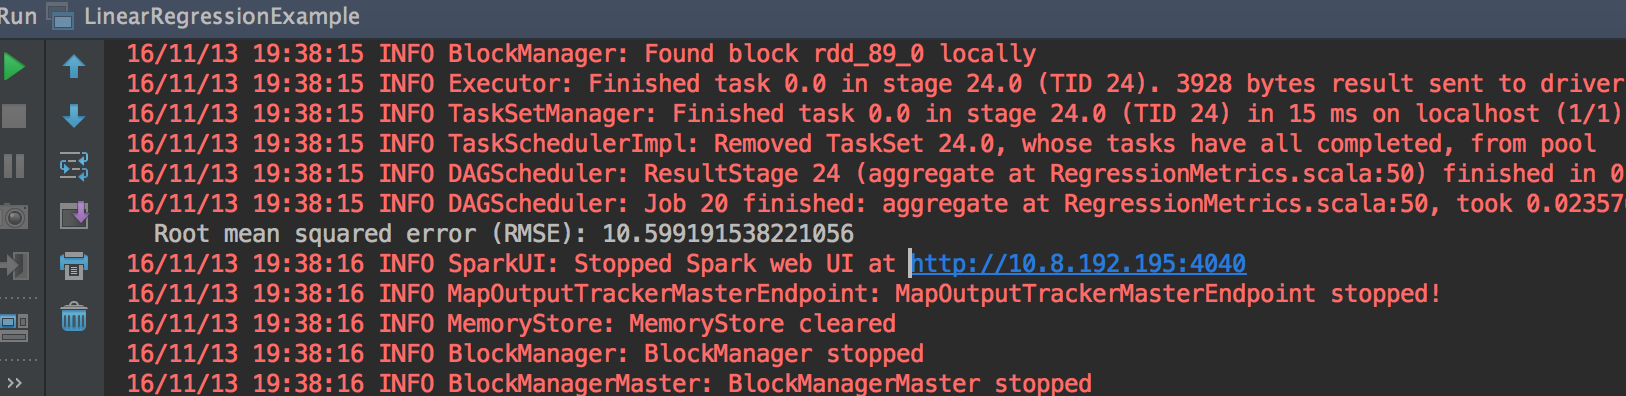 Run LinearRegressionExample
16/11/13 19:38:15 INFO BlockManager: Found block rdd_89_0 locally
16/11/13 19:38:15 INFO Executor: Finished task 0.0 in stage 24.0 (TID 24). 3928 bytes result sent to driver
16/11/13 19:38:15 INFO TaskSetManager: Finished task 0.0 in stage 24.0 (TID 24) in 15 ms on localhost (1/1)
16/11/13 19:38:15 INFO TaskSchedulerImpl: Removed TaskSet 24.0, whose tasks have all completed, from pool
16/11/13 19:38:15 INFO DAGScheduler: ResultStage 24 (aggregate at RegressionMetrics.scala:50) finished in 0
16/11/13 19:38:15 INFO DAGScheduler: Job 20 finished: aggregate at RegressionMetrics.scala:50, took 0.02357
Root mean squared error (RMSE): 10.599191538221056
16/11/13 19:38:16 INFO SparkUI: Stopped Spark web UI at http://10.8.192.195:4040
16/11/13 19:38:16 INFO MapOutputTrackerMasterEndpoint: MapOutputTrackerMasterEndpoint stopped!
16/11/13 19:38:16 INFO MemoryStore: MemoryStore cleared
16/11/13 19:38:16 INFO BlockManager: BlockManager stopped
16/11/13 19:38:16 INFO BlockManagerMaster: BlockManagerMaster stopped